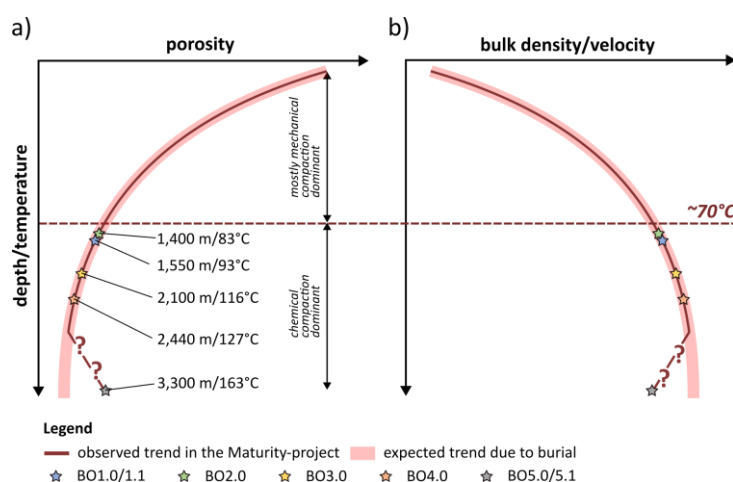 a)
porosity
b)
bulk density/velocity
depth/temperature
mostly mechanical
compaction
dominant
~70°C
1,400 m/83°C
1,550 m/93°C
2,100 m/116°C
2,440 m/127°C
3,300 m/163°C
chemical
compaction
dominant
?
?
?
?
Legend
observed trend in the Maturity-project expected trend due to burial
BO1.0/1.1 BO2.0 BO3.0 BO4.0 BO5.0/5.1